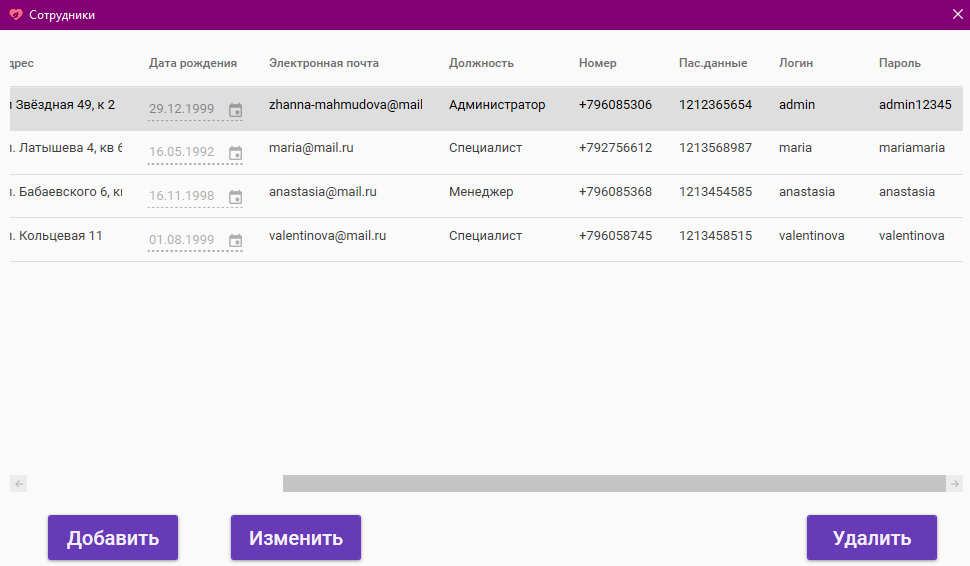 Сотрудники
дрес Дата рождения Электронная почта Должность Номер Пас.данные Логин Пароль
Звёздная 49, к 2 29.12.1999 zhanna-mahmudova@mail Администратор +796085306 1212365654 admin admin12345
. Латышева 4, кв 6 16.05.1992 maria@mail.ru Специалист +792756612 1213568987 maria mariamaria
. Бабаевского 6, 16.11.1998 anastasia@mail.ru Менеджер +796085368 1213454585 anastasia anastasia
. Кольцевая 11 01.08.1999 valentinova@mail.ru Специалист +796058745 1213458515 valentinova valentinova
Добавить Изменить Удалить